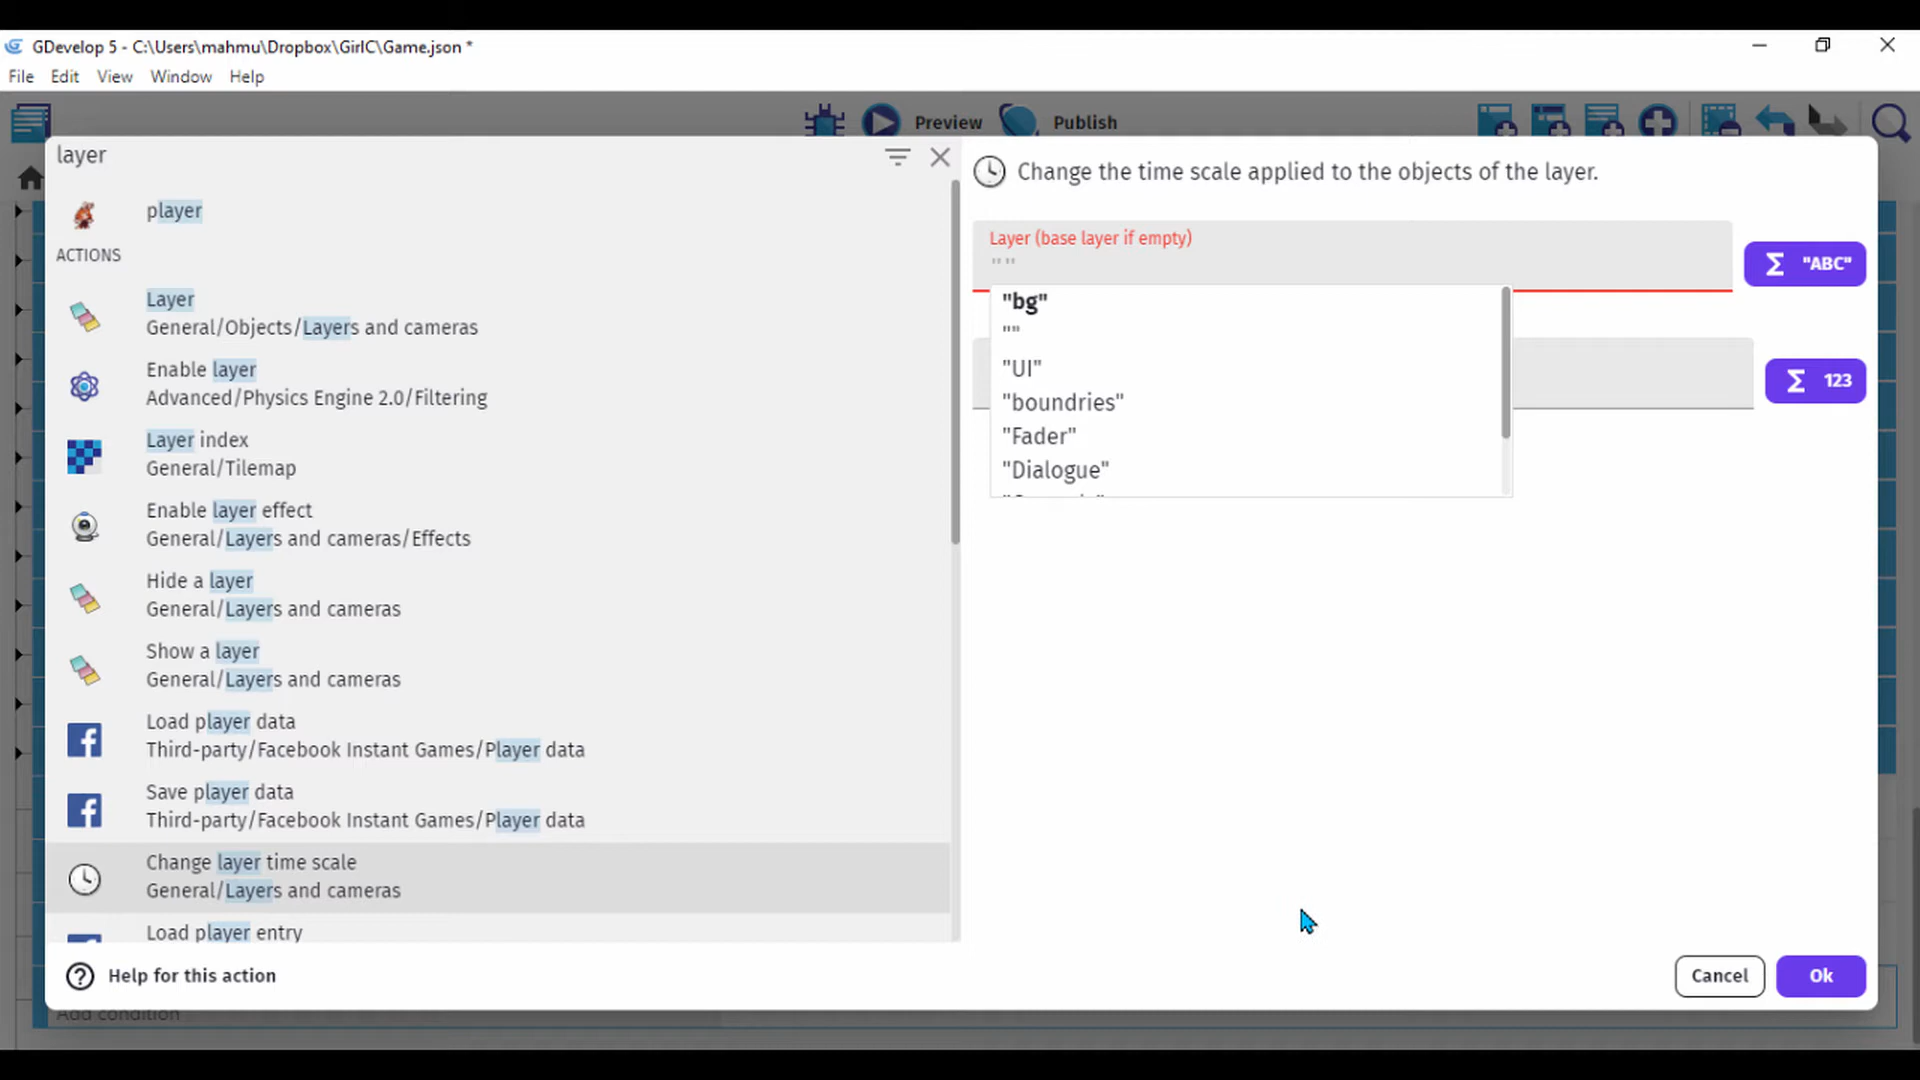 GDevelop 5 - C:\Users\mahmu\Dropbox\GirlC\Game.json *
File Edit View Window Help
Preview Publish
layer
player
ACTIONS
Layer
General/Objects/Layers and cameras
Enable layer
Advanced/Physics Engine 2.0/Filtering
Layer index
General/Tilemap
Enable layer effect
General/Layers and cameras/Effects
Hide a layer
General/Layers and cameras
Show a layer
General/Layers and cameras
Load player data
Third-party/Facebook Instant Games/Player data
Save player data
Third-party/Facebook Instant Games/Player data
Change layer time scale
General/Layers and cameras
Load player entry
Help for this action
Change the time scale applied to the objects of the layer.
Layer (base layer if empty)
""
Σ "ABC"
"bg"
""
"UI"
"boundries"
"Fader"
"Dialogue"
Σ 123
Cancel Ok
Add condition